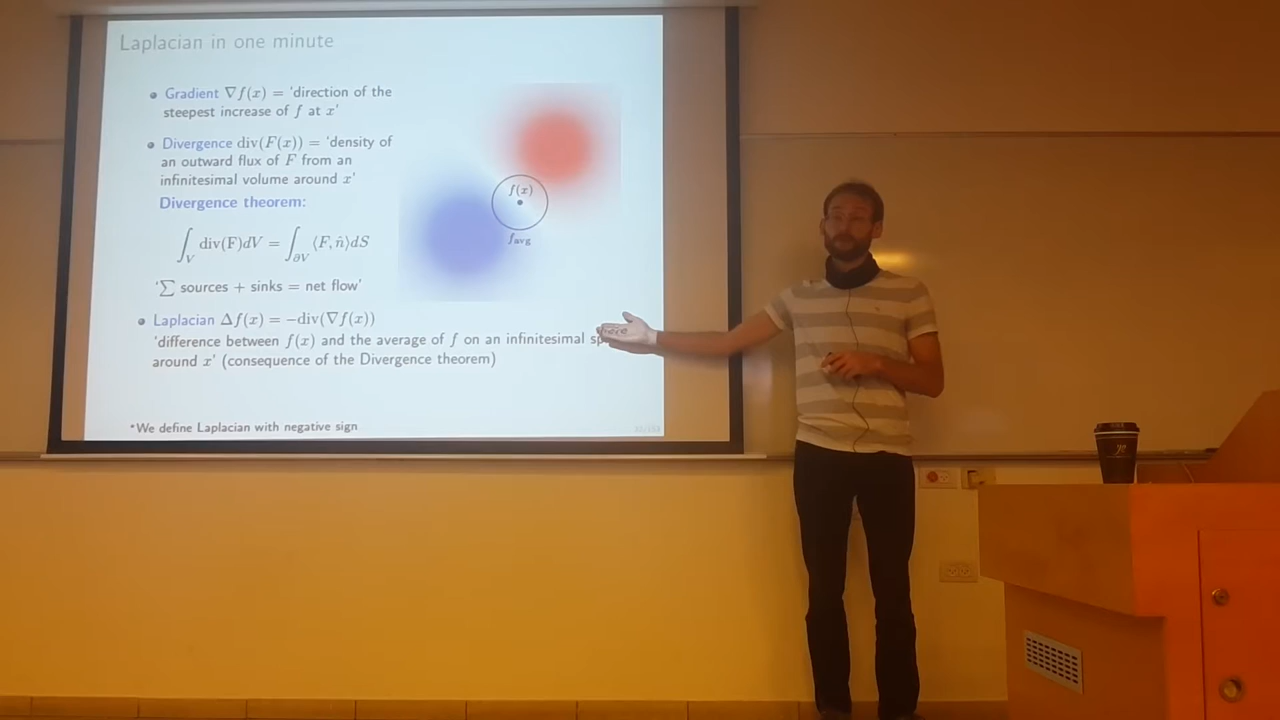 Laplacian in one minute
• Gradient ∇f(x) = 'direction of the
steepest increase of f at x'
• Divergence div(F(x)) = 'density of
an outward flux of F from an
infinitesimal volume around x'
Divergence theorem:
∫_V div(F)dV = ∫_∂V ⟨F, n̂⟩dS
'∑ sources + sinks = net flow'
f(x)
f_avg
• Laplacian Δf(x) = −div(∇f(x))
'difference between f(x) and the average of f on an infinitesimal sphere
around x' (consequence of the Divergence theorem)
*We define Laplacian with negative sign